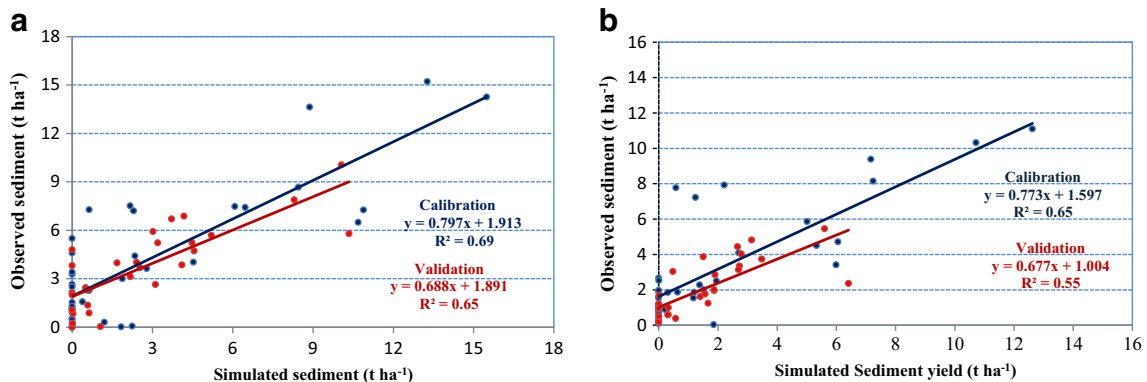 a
Observed sediment (t ha⁻¹)
18
15
12
9
6
3
0
0 3 6 9 12 15 18
Simulated sediment (t ha⁻¹)
Calibration
y = 0.797x + 1.913
R² = 0.69
Validation
y = 0.688x + 1.891
R² = 0.65
b
Observed sediment (t ha⁻¹)
16
14
12
10
8
6
4
2
0
0 2 4 6 8 10 12 14 16
Simulated Sediment yield (t ha⁻¹)
Calibration
y = 0.773x + 1.597
R² = 0.65
Validation
y = 0.677x + 1.004
R² = 0.55